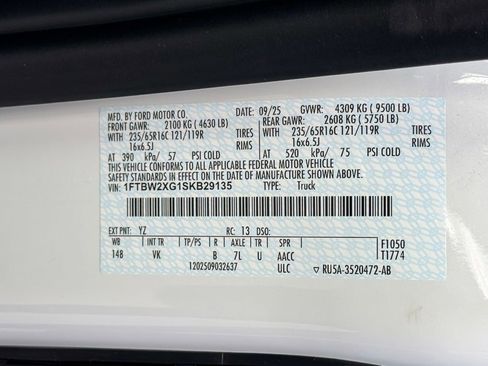 MFD. BY FORD MOTOR CO. 09/25 GVWR: 4309 KG ( 9500 LB)
FRONT GAWR: 2100 KG ( 4630 LB) REAR GAWR: 2608 KG ( 5750 LB)
WITH 235/65R16C 121/119R TIRES WITH 235/65R16C 121/119R TIRES
16x6.5J RIMS 16x6.5J RIMS
AT 390 kPa/ 57 PSI COLD AT 520 kPa/ 75 PSI COLD
THIS VEHICLE CONFORMS TO ALL APPLICABLE FEDERAL MOTOR VEHICLE
SAFETY STANDARDS IN EFFECT ON THE DATE OF MANUFACTURE SHOWN ABOVE.
VIN: 1FTBW2XG1SKB29135 TYPE: Truck
EXT PNT: YZ RC: 13 DSO:
WB INT TR TP/PS R AXLE TR SPR F1050
148 VK B 7L U AACC T1774
1202509032637 ULC RU5A-3520472-AB